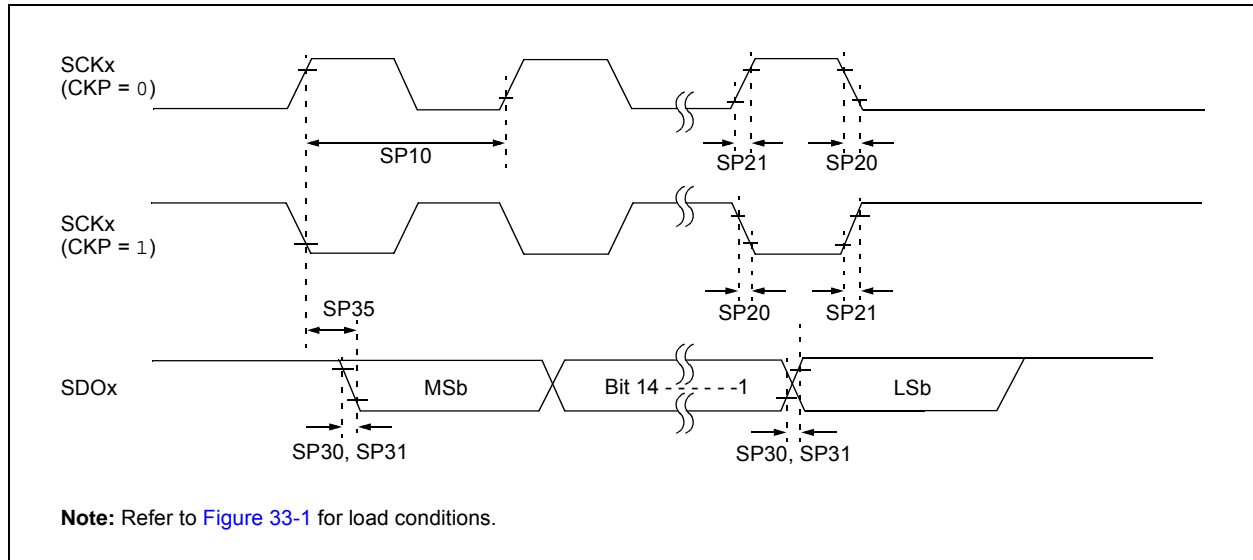 SCKx
(CKP = 0)
SP10
SP21
SP20
SCKx
(CKP = 1)
SP35
SP20
SP21
SDOx
MSb
Bit 14 - - - - - -1
LSb
SP30, SP31
SP30, SP31
Note: Refer to Figure 33-1 for load conditions.